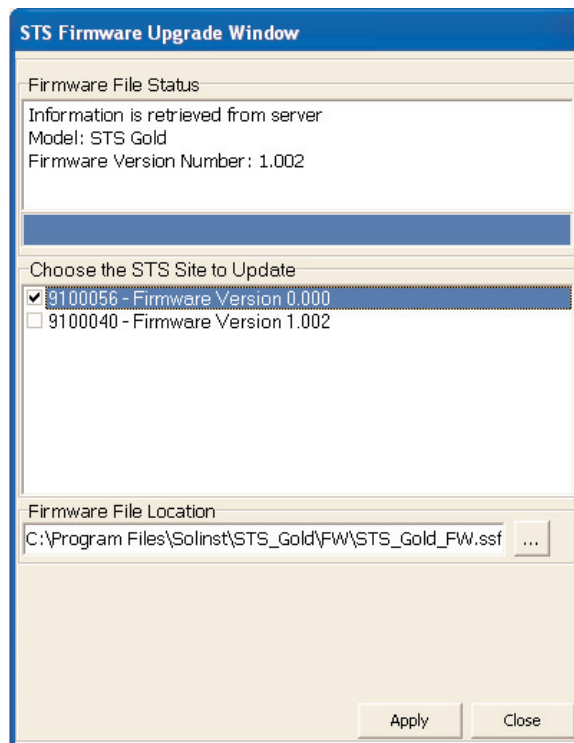 STS Firmware Upgrade Window
Firmware File Status
Information is retrieved from server
Model: STS Gold
Firmware Version Number: 1.002
Choose the STS Site to Update
9100056 - Firmware Version 0.000
9100040 - Firmware Version 1.002
Firmware File Location
C:\Program Files\Solinst\STS_Gold\FW\STS_Gold_FW.ssf ...
Apply Close